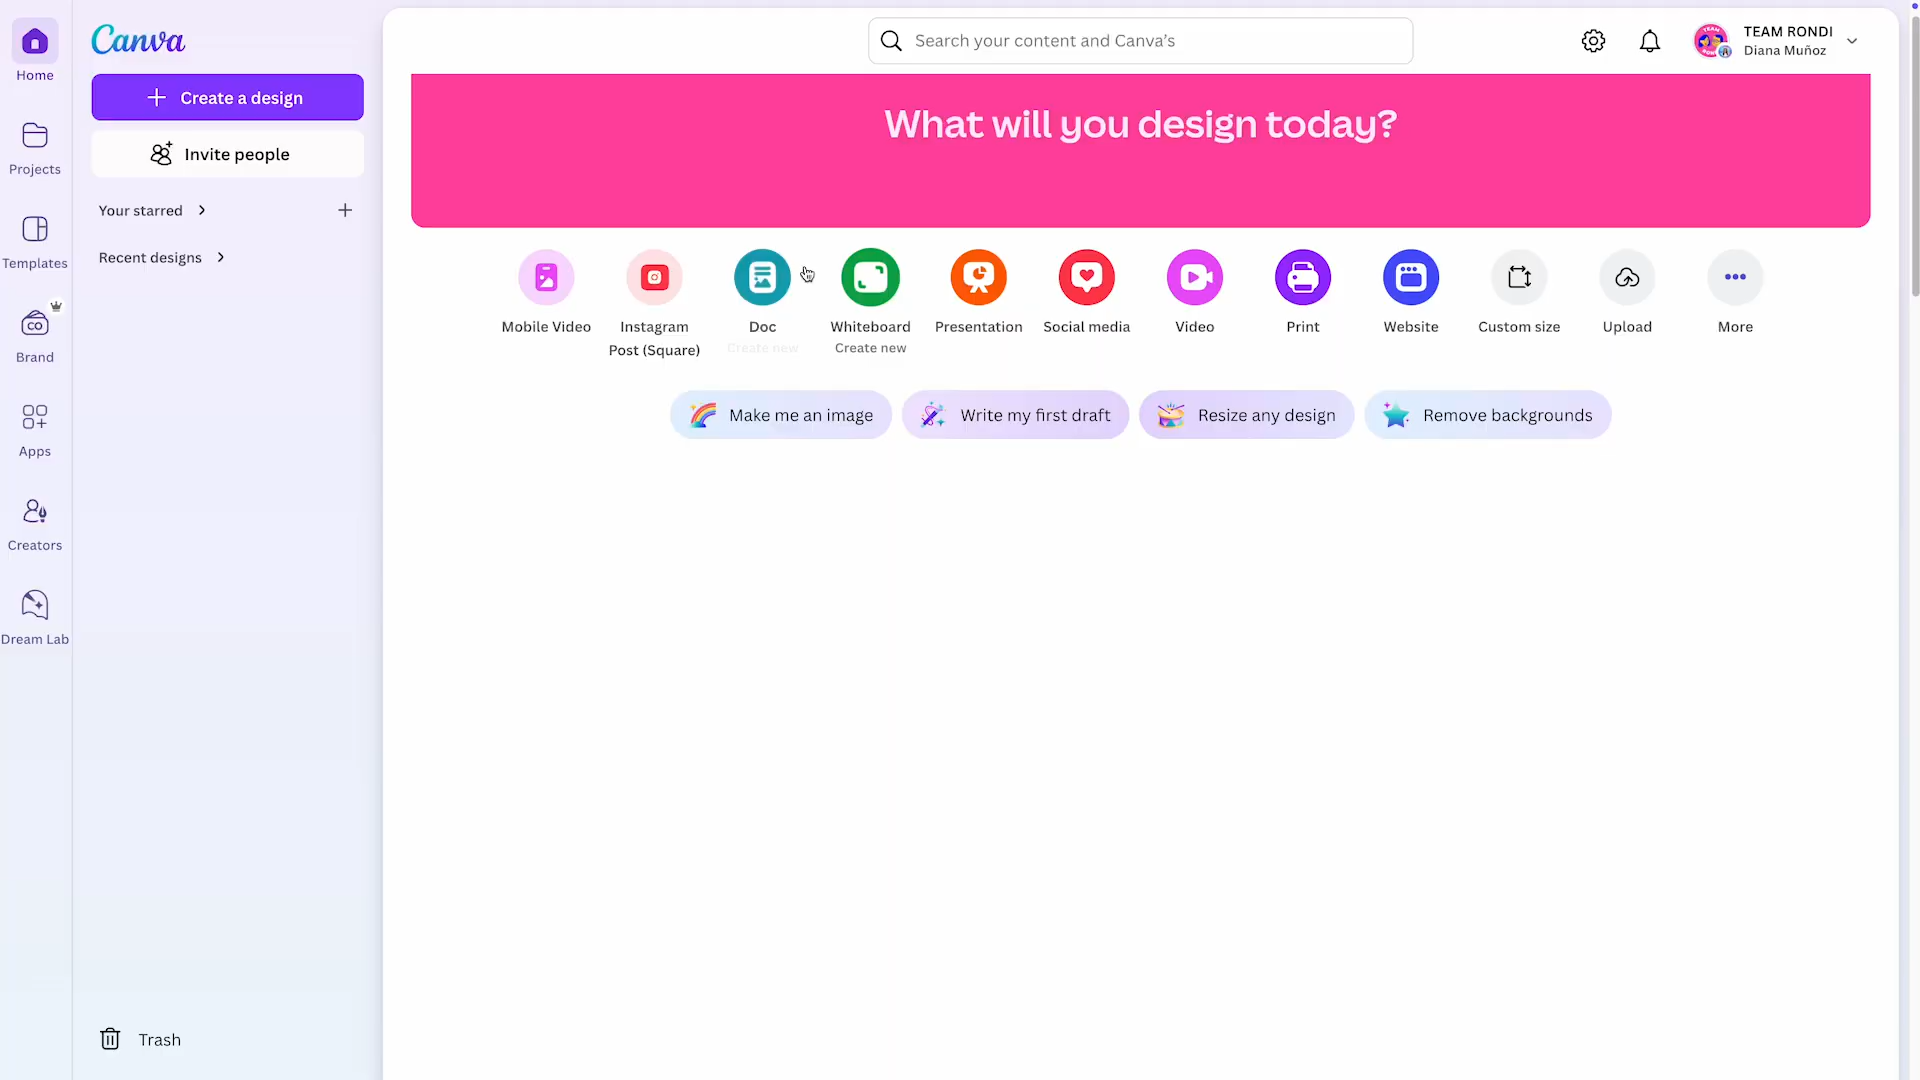 Home
Projects
Templates
CO
Brand
Apps
Creators
Dream Lab
Canva
Create a design
Invite people
Your starred
Recent designs
Trash
Search your content and Canva's
TEAM RONDI
Diana Muñoz
What will you design today?
Mobile Video
Instagram
Post (Square)
Doc
Create new
Whiteboard
Create new
Presentation
Social media
Video
Print
Website
Custom size
Upload
More
Make me an image
Write my first draft
Resize any design
Remove backgrounds